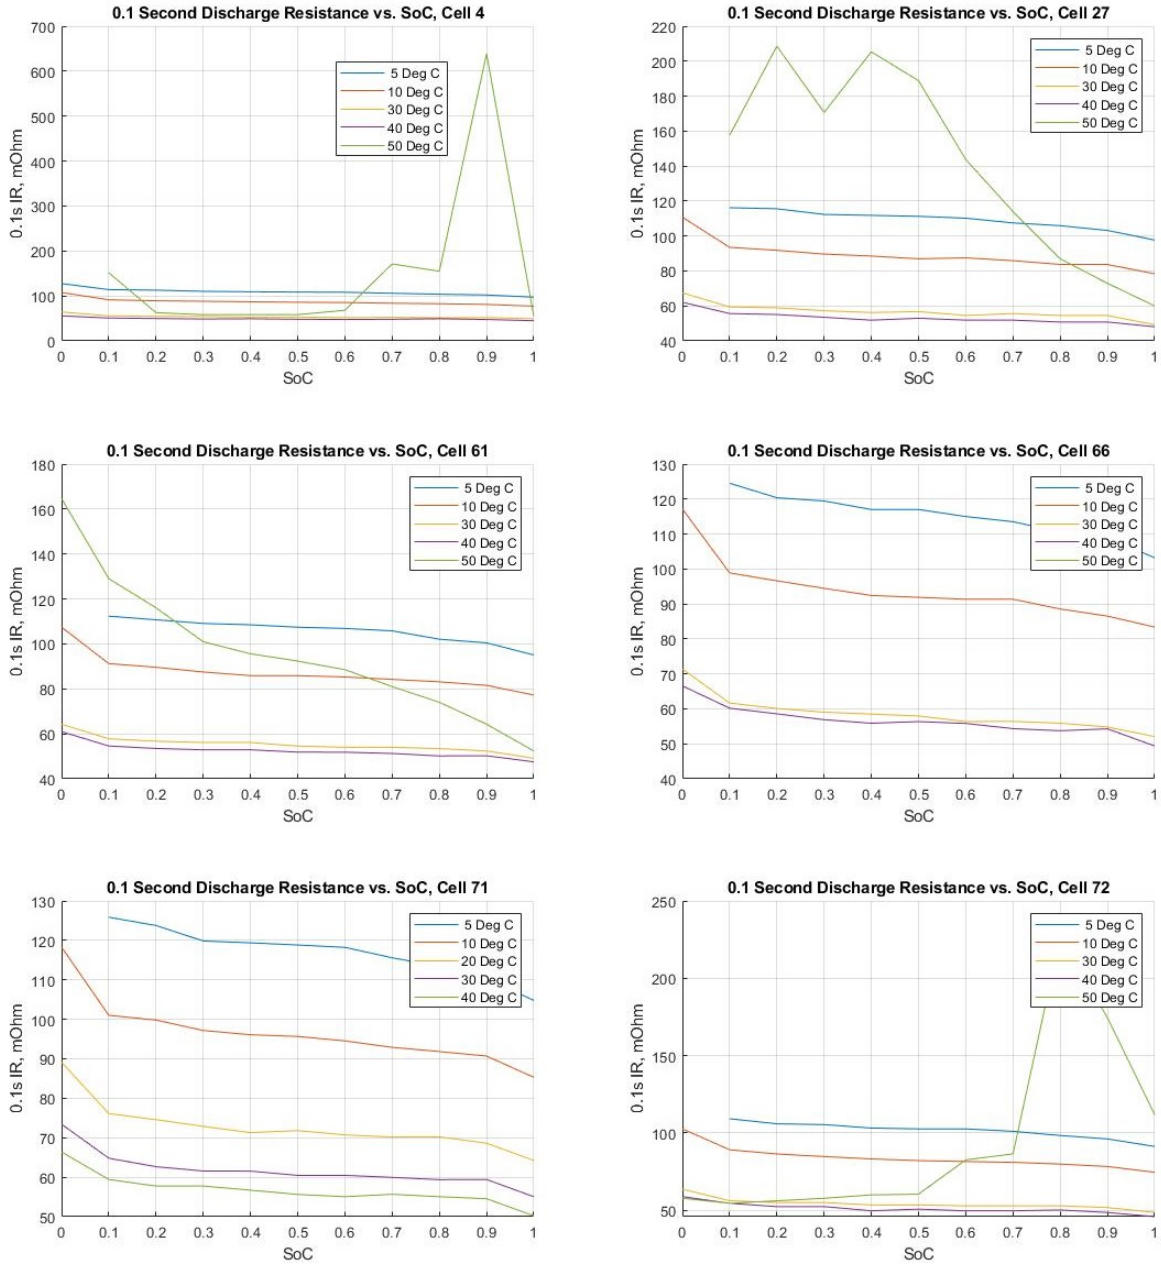 0.1 Second Discharge Resistance vs. SoC, Cell 4
700
600
500
400
300
200
100
0
0.1s IR, mOhm
5 Deg C
10 Deg C
30 Deg C
40 Deg C
50 Deg C
0 0.1 0.2 0.3 0.4 0.5 0.6 0.7 0.8 0.9 1
SoC
0.1 Second Discharge Resistance vs. SoC, Cell 27
220
200
180
160
140
120
100
80
60
40
0.1s IR, mOhm
5 Deg C
10 Deg C
30 Deg C
40 Deg C
50 Deg C
0 0.1 0.2 0.3 0.4 0.5 0.6 0.7 0.8 0.9 1
SoC
0.1 Second Discharge Resistance vs. SoC, Cell 61
180
160
140
120
100
80
60
40
0.1s IR, mOhm
5 Deg C
10 Deg C
30 Deg C
40 Deg C
50 Deg C
0 0.1 0.2 0.3 0.4 0.5 0.6 0.7 0.8 0.9 1
SoC
0.1 Second Discharge Resistance vs. SoC, Cell 66
130
120
110
100
90
80
70
60
50
40
0.1s IR, mOhm
5 Deg C
10 Deg C
30 Deg C
40 Deg C
50 Deg C
0 0.1 0.2 0.3 0.4 0.5 0.6 0.7 0.8 0.9 1
SoC
0.1 Second Discharge Resistance vs. SoC, Cell 71
130
120
110
100
90
80
70
60
50
0.1s IR, mOhm
5 Deg C
10 Deg C
20 Deg C
30 Deg C
40 Deg C
0 0.1 0.2 0.3 0.4 0.5 0.6 0.7 0.8 0.9 1
SoC
0.1 Second Discharge Resistance vs. SoC, Cell 72
250
200
150
100
50
0.1s IR, mOhm
5 Deg C
10 Deg C
30 Deg C
40 Deg C
50 Deg C
0 0.1 0.2 0.3 0.4 0.5 0.6 0.7 0.8 0.9 1
SoC